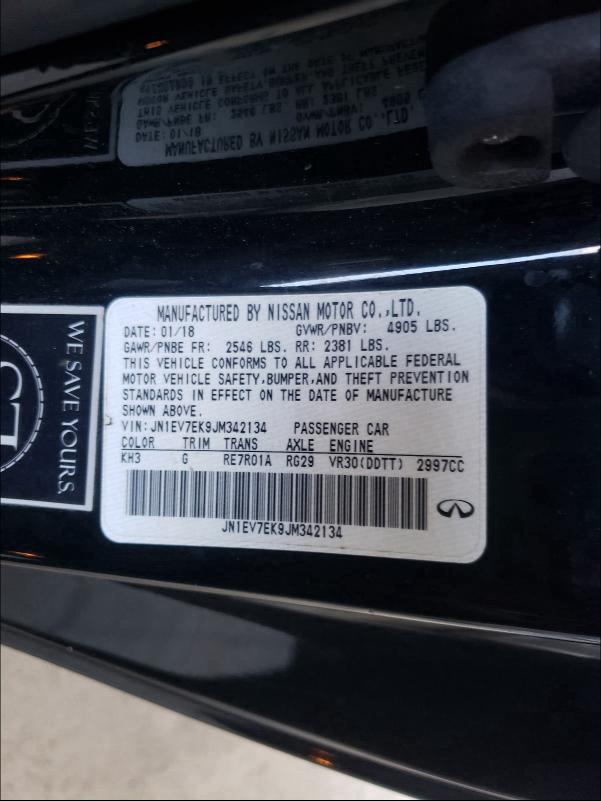 MANUFACTURED BY NISSAN MOTOR CO.,LTD.
DATE: 01/18 GVWR/PNBV: 4905 LBS.
GAWR/PNBE FR: 2546 LBS. RR: 2381 LBS.
THIS VEHICLE CONFORMS TO ALL APPLICABLE FEDERAL
MOTOR VEHICLE SAFETY,BUMPER,AND THEFT PREVENTION
STANDARDS IN EFFECT ON THE DATE OF MANUFACTURE
SHOWN ABOVE.
VIN: JN1EV7EK9JM342134 PASSENGER CAR
COLOR TRIM TRANS AXLE ENGINE
KH3 G RE7R01A RG29 VR30(DDTT) 2997CC
JN1EV7EK9JM342134
WE SAVE YOURS.